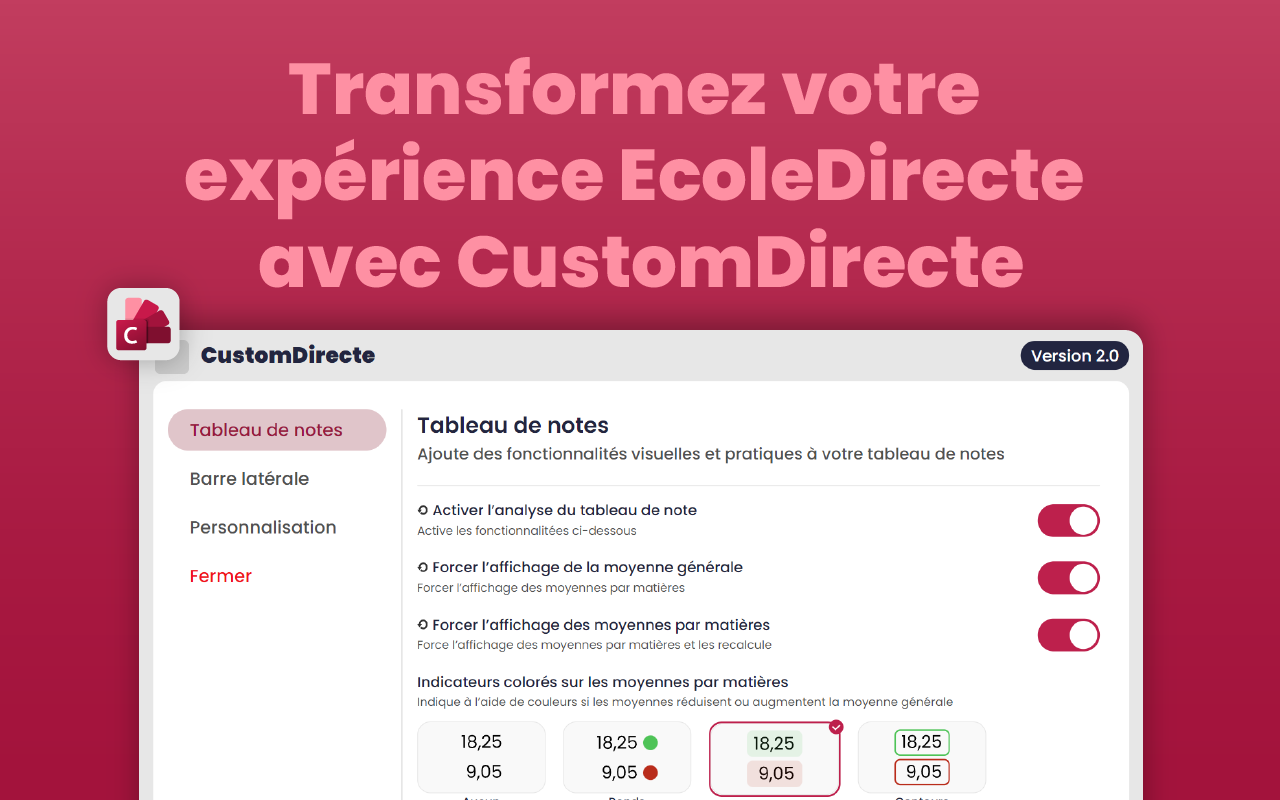 Transformez votre
expérience EcoleDirecte
avec CustomDirecte
C
CustomDirecte
Version 2.0
Tableau de notes
Barre latérale
Personnalisation
Fermer
Tableau de notes
Ajoute des fonctionnalités visuelles et pratiques à votre tableau de notes
Activer l’analyse du tableau de note
Active les fonctionnalitées ci-dessous
Forcer l’affichage de la moyenne générale
Forcer l’affichage des moyennes par matières
Forcer l’affichage des moyennes par matières
Force l’affichage des moyennes par matières et les recalcule
Indicateurs colorés sur les moyennes par matières
Indique à l’aide de couleurs si les moyennes réduisent ou augmentent la moyenne générale
18,25 18,25 18,25 18,25
9,05 9,05 9,05 9,05